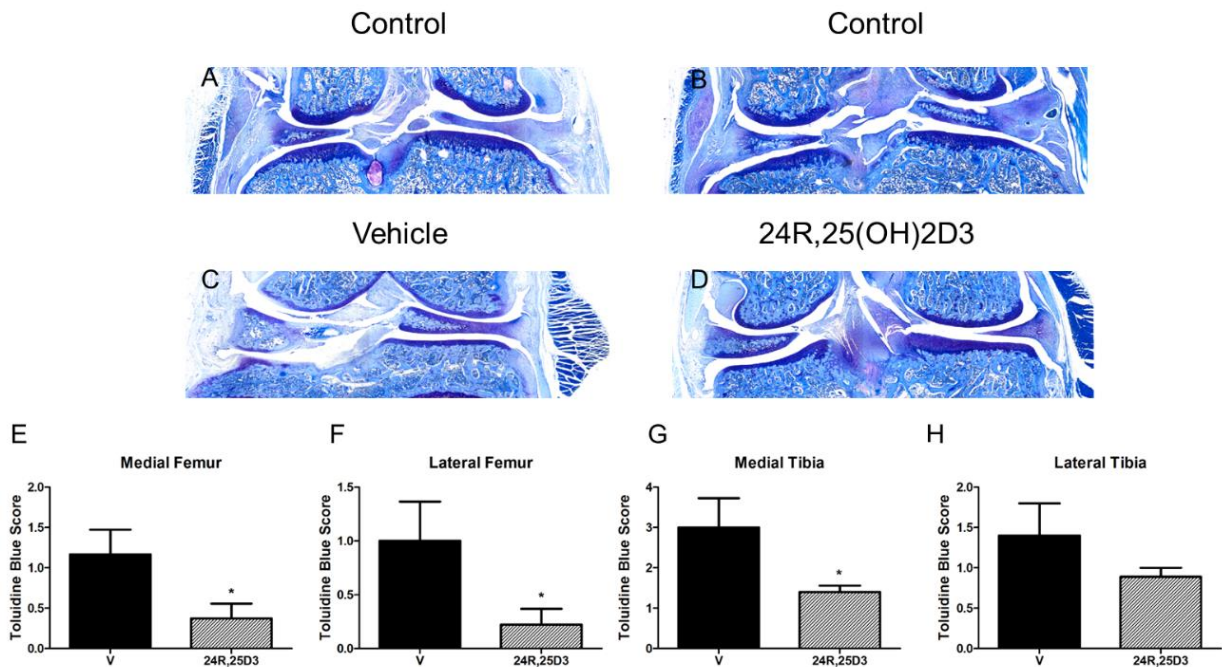 Control
Control
A
B
Vehicle
24R,25(OH)2D3
C
D
E
F
G
H
Medial Femur
Lateral Femur
Medial Tibia
Lateral Tibia
Toluidine Blue Score
2.0
1.5
1.0
0.5
0.0
*
V
24R,25D3
Toluidine Blue Score
1.5
1.0
0.5
0.0
*
V
24R,25D3
Toluidine Blue Score
4
3
2
1
0
*
V
24R,25D3
Toluidine Blue Score
2.0
1.5
1.0
0.5
0.0
V
24R,25D3